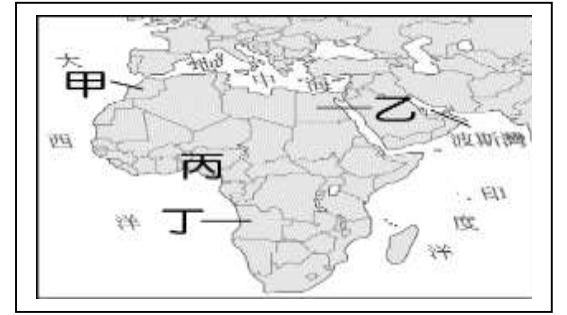 大
西
洋
地
中
海
甲
乙
丙
丁
波斯灣
印
度
洋